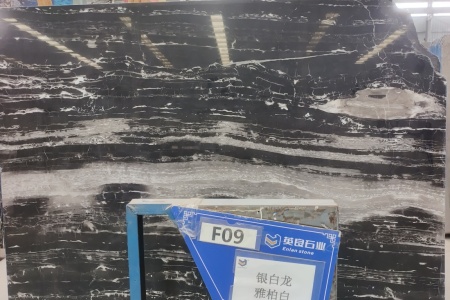 F09
英良石业
Enlan stone
银白龙
雅柏白